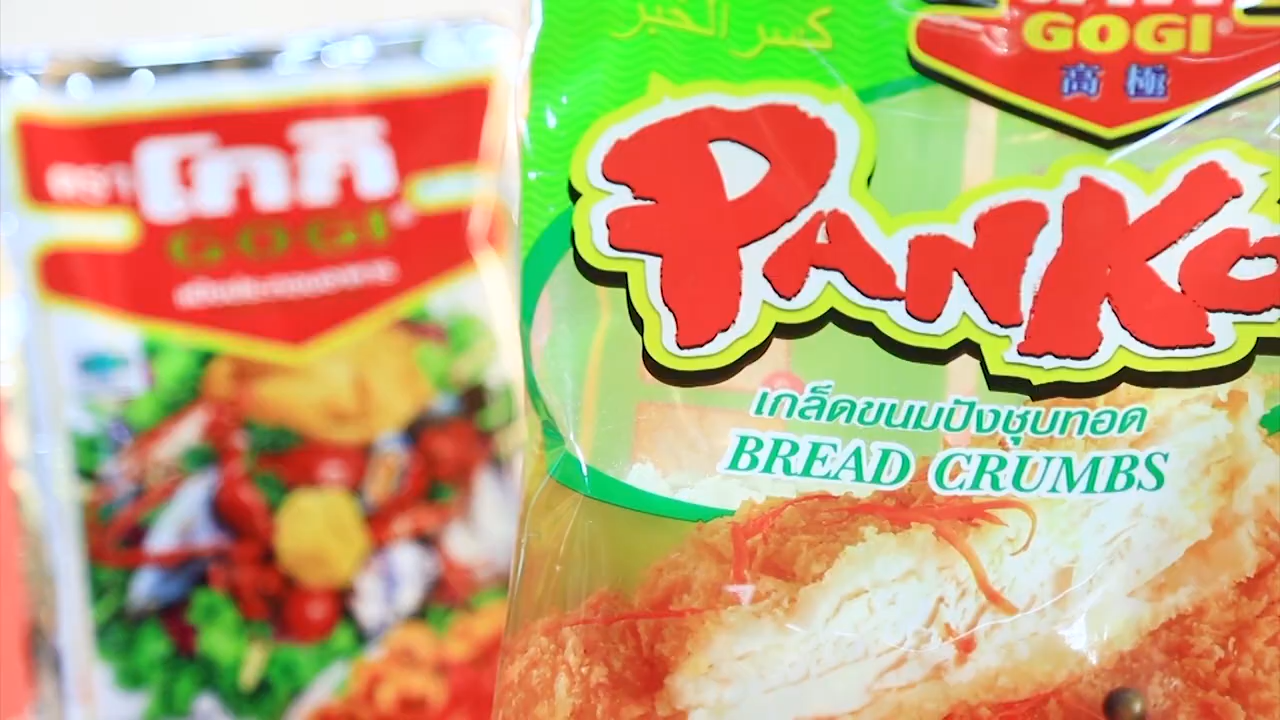 ตรา โกกิ
GOGI
كسر الخبر
GOGI®
高極
PANKO
เกล็ดขนมปังชุบทอด
BREAD CRUMBS